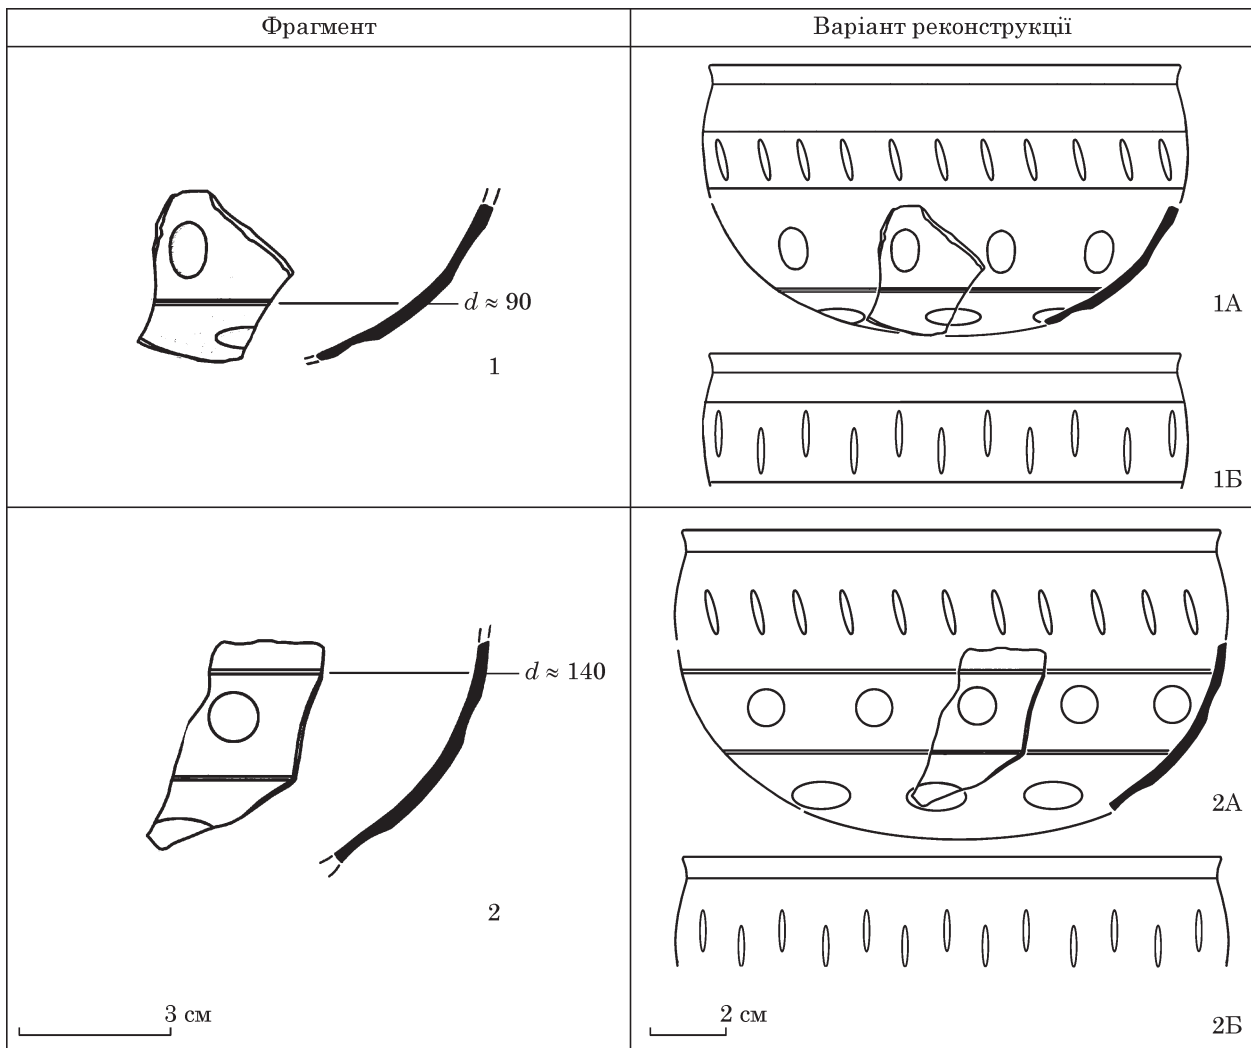 Фрагмент
Варіант реконструкції
d ≈ 90
1
1А
1Б
d ≈ 140
2
2А
3 см
2 см
2Б